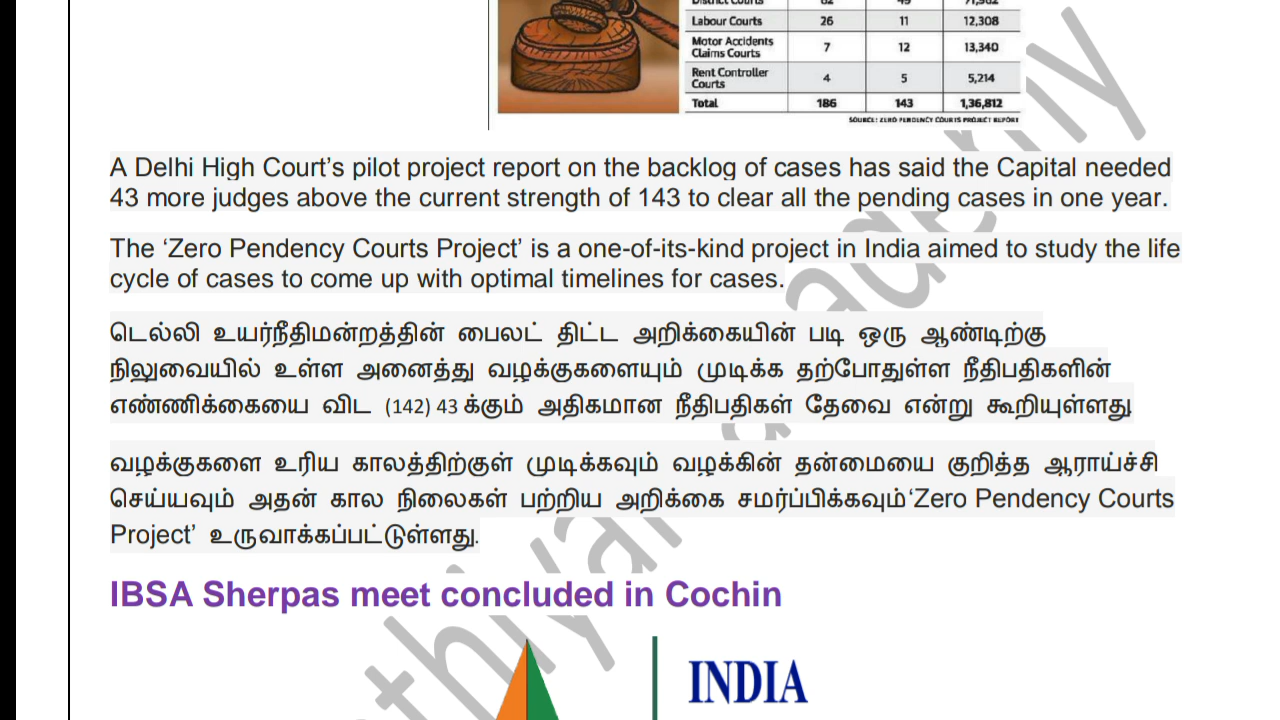 District Courts 82 49 71,982
Labour Courts 26 11 12,308
Motor Accidents Claims Courts 7 12 13,340
Rent Controller Courts 4 5 5,214
Total 186 143 1,36,812
SOURCE: ZERO PENDENCY COURTS PROJECT REPORT
A Delhi High Court’s pilot project report on the backlog of cases has said the Capital needed
43 more judges above the current strength of 143 to clear all the pending cases in one year.
The ‘Zero Pendency Courts Project’ is a one-of-its-kind project in India aimed to study the life
cycle of cases to come up with optimal timelines for cases.
டெல்லி உயர்நீதிமன்றத்தின் பைலட் திட்ட அறிக்கையின் படி ஒரு ஆண்டிற்கு
நிலுவையில் உள்ள அனைத்து வழக்குகளையும் முடிக்க தற்போதுள்ள நீதிபதிகளின்
எண்ணிக்கையை விட (142) 43 க்கும் அதிகமான நீதிபதிகள் தேவை என்று கூறியுள்ளது
வழக்குகளை உரிய காலத்திற்குள் முடிக்கவும் வழக்கின் தன்மையை குறித்த ஆராய்ச்சி
செய்யவும் அதன் கால நிலைகள் பற்றிய அறிக்கை சமர்ப்பிக்கவும் ‘Zero Pendency Courts
Project’ உருவாக்கப்பட்டுள்ளது.
IBSA Sherpas meet concluded in Cochin
INDIA